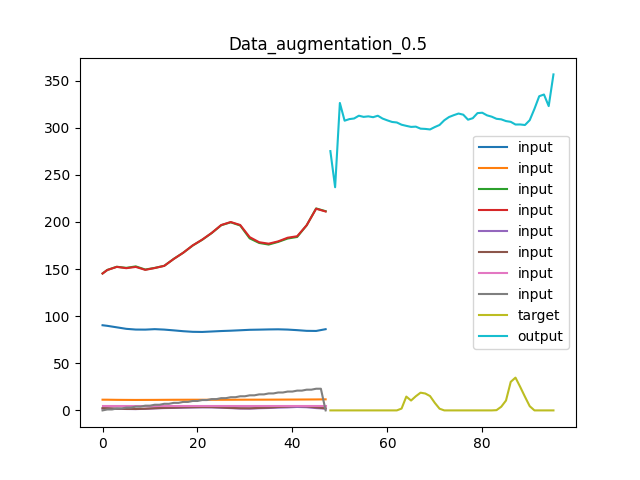 Data_augmentation_0.5
350
300
250
200
150
100
50
0
0
20
40
60
80
input
input
input
input
input
input
input
input
target
output